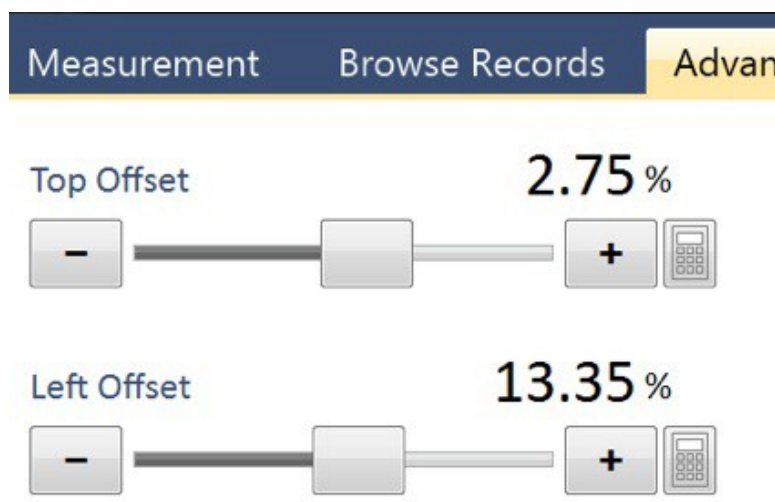 Measurement Browse Records Advan
Top Offset 2.75 %
- +
Left Offset 13.35 %
- +